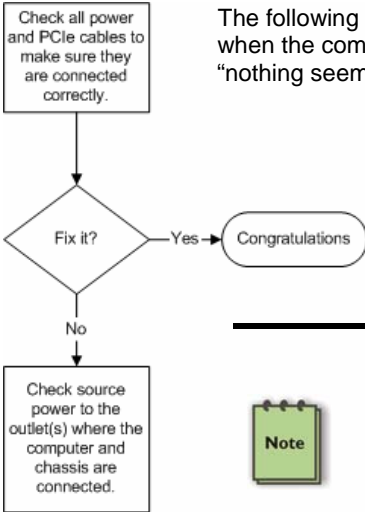 Check all power
and PCIe cables to
make sure they
are connected
correctly.
The following
when the com
"nothing seem
Fix it?
Yes
Congratulations
No
Check source
power to the
outlet(s) where the
computer and
chassis are
connected.
Note